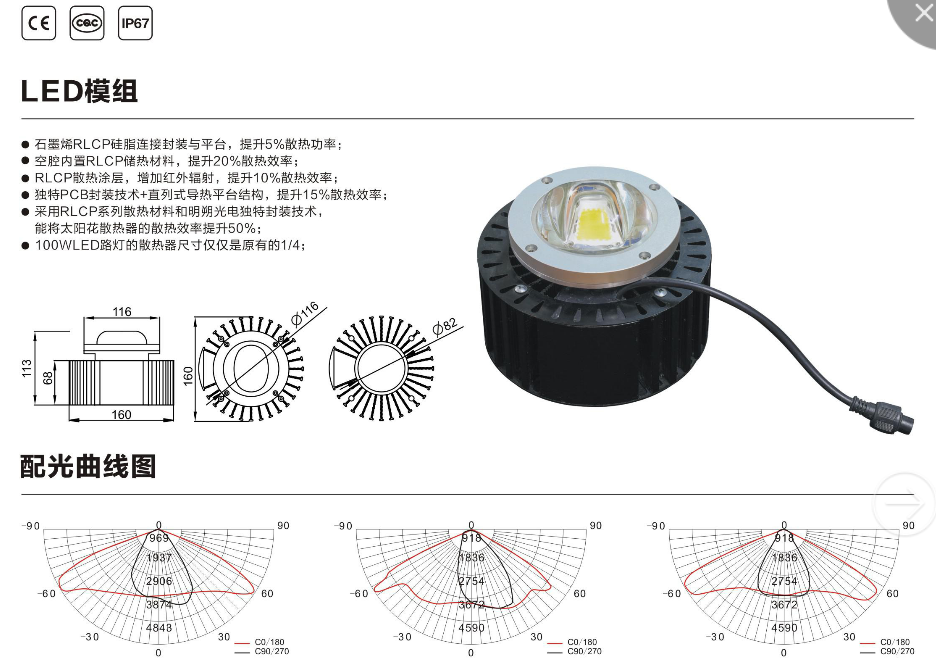 CE CQC IP67
LED模组
● 石墨烯RLCP硅脂连接封装与平台，提升5%散热功率；
● 空腔内置RLCP储热材料，提升20%散热效率；
● RLCP散热涂层，增加红外辐射，提升10%散热效率；
● 独特PCB封装技术+直列式导热平台结构，提升15%散热效率；
● 采用RLCP系列散热材料和明朔光电独特封装技术，
能将太阳花散热器的散热效率提升50%；
● 100WLED路灯的散热器尺寸仅仅是原有的1/4；
116
113
68
160
160
Ø116
Ø82
配光曲线图
-90 0 90
969
1937
2906
3874
4843
-60 60
-30 30
0
C0/180
C90/270
-90 0 90
918
1836
2754
3672
4590
-60 60
-30 30
0
C0/180
C90/270
-90 0 90
918
1836
2754
3672
4590
-60 60
-30 30
0
C0/180
C90/270